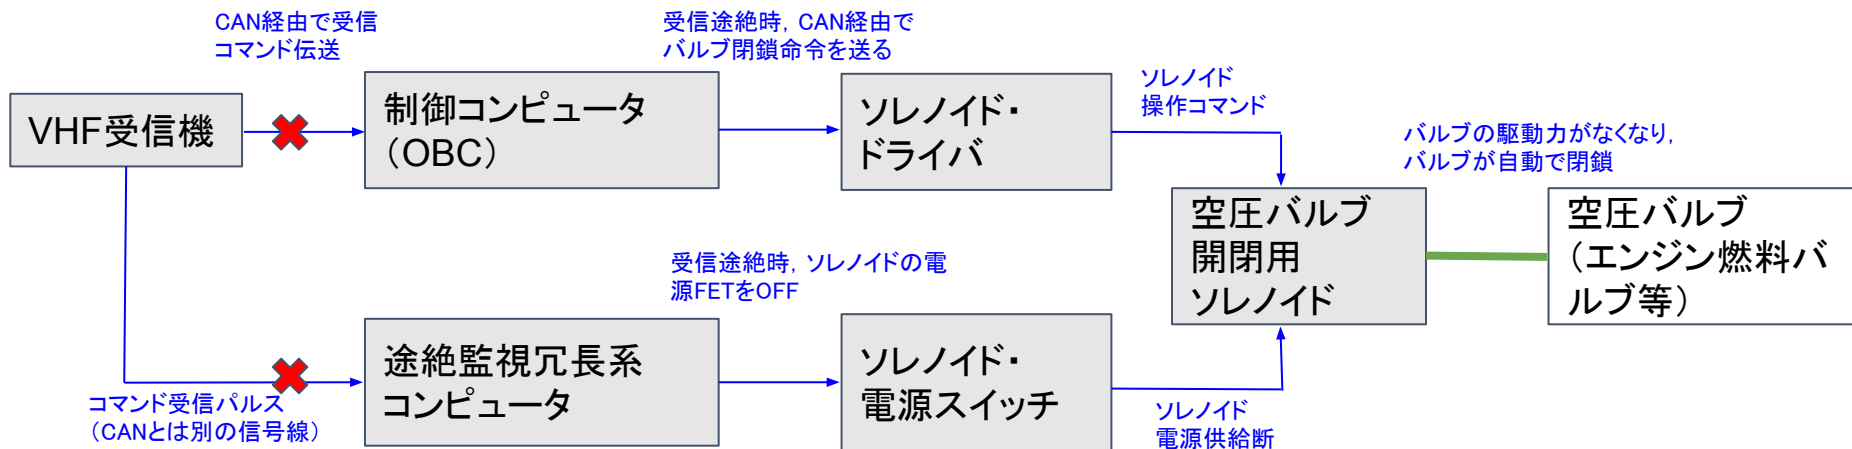 CAN経由で受信
コマンド伝送
受信途絶時，CAN経由で
バルブ閉鎖命令を送る
VHF受信機
制御コンピュータ
（OBC）
ソレノイド・
ドライバ
ソレノイド
操作コマンド
バルブの駆動力がなくなり，
バルブが自動で閉鎖
空圧バルブ
開閉用
ソレノイド
空圧バルブ
（エンジン燃料バ
ルブ等）
受信途絶時，ソレノイドの電
源FETをOFF
途絶監視冗長系
コンピュータ
ソレノイド・
電源スイッチ
コマンド受信パルス
（CANとは別の信号線）
ソレノイド
電源供給断